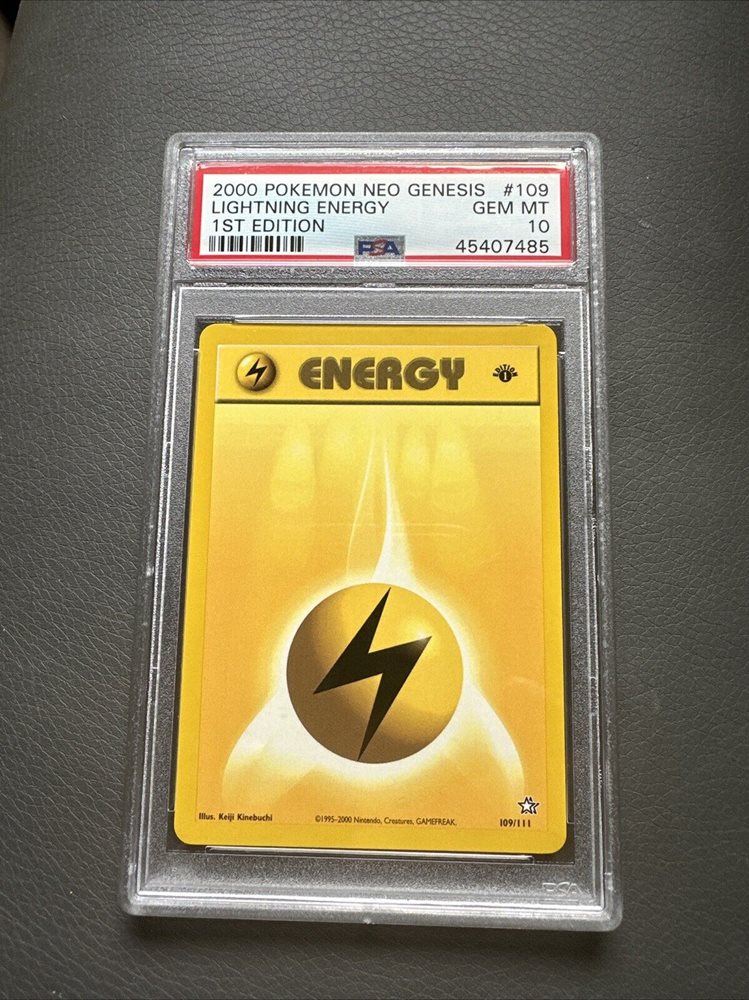 2000 POKEMON NEO GENESIS #109
LIGHTNING ENERGY GEM MT
1ST EDITION 10
PSA 45407485
ENERGY EDITION 1
Illus. Keiji Kinebuchi ©1995-2000 Nintendo, Creatures, GAMEFREAK. 109/111
PSA